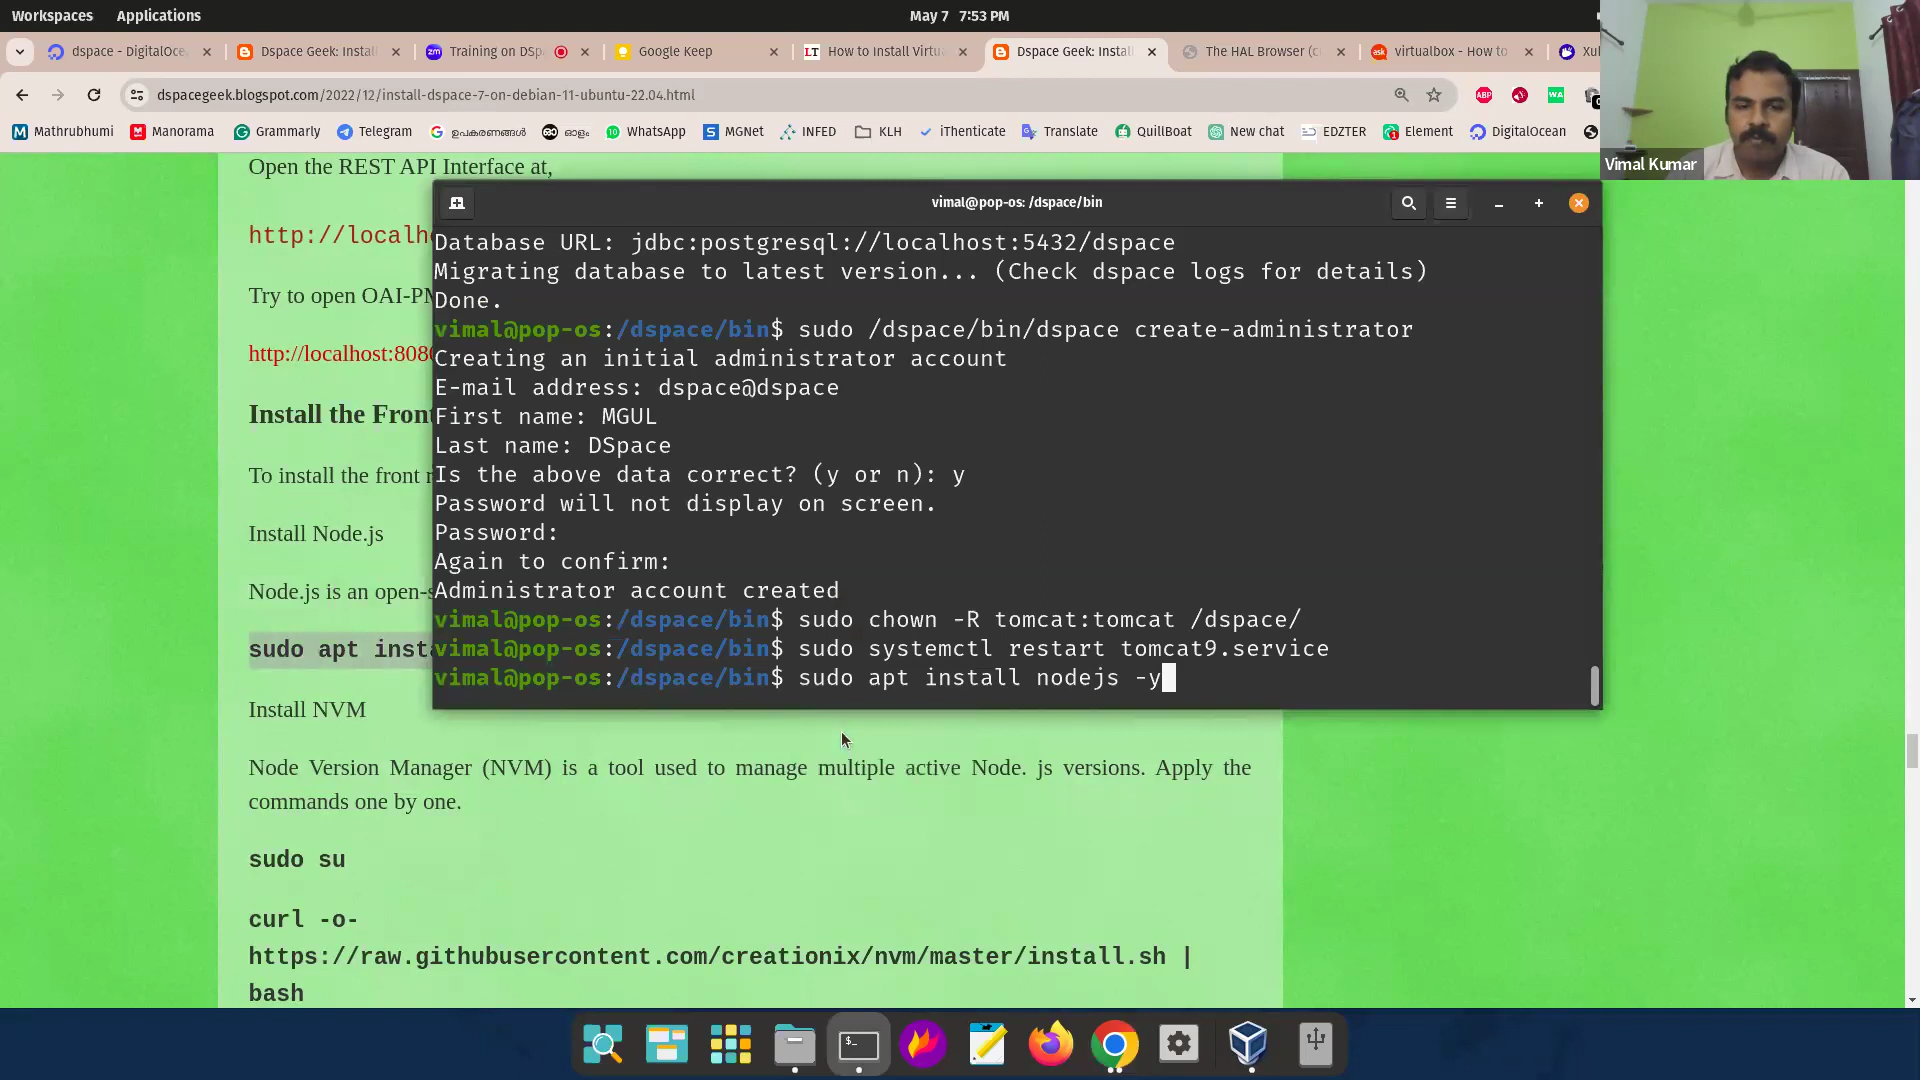 Workspaces
Applications
May 7 7:53 PM
dspace - DigitalOce
Dspace Geek: Instal
Training on DSp
Google Keep
LT
How to Install Virtu
Dspace Geek: Instal
The HAL Browser (c
ask
virtualbox - How to
Xu
dspacegeek.blogspot.com/2022/12/install-dspace-7-on-debian-11-ubuntu-22.04.html
ABP
WA
Mathrubhumi
Manorama
Grammarly
Telegram
ഉപകരണങ്ങൾ
ഓളം
WhatsApp
MGNet
INFED
KLH
iThenticate
Translate
QuillBoat
New chat
EDZTER
Element
DigitalOcean
Vimal Kumar
Open the REST API Interface at,
http://localh
Try to open OAI-PM
http://localhost:8080
Install the Front
To install the front
Install Node.js
Node.js is an open-s
sudo apt insta
Install NVM
Node Version Manager (NVM) is a tool used to manage multiple active Node. js versions. Apply the
commands one by one.
sudo su
curl -o-
https://raw.githubusercontent.com/creationix/nvm/master/install.sh |
bash
vimal@pop-os: /dspace/bin
Database URL: jdbc:postgresql://localhost:5432/dspace
Migrating database to latest version... (Check dspace logs for details)
Done.
vimal@pop-os:/dspace/bin$ sudo /dspace/bin/dspace create-administrator
Creating an initial administrator account
E-mail address: dspace@dspace
First name: MGUL
Last name: DSpace
Is the above data correct? (y or n): y
Password will not display on screen.
Password:
Again to confirm:
Administrator account created
vimal@pop-os:/dspace/bin$ sudo chown -R tomcat:tomcat /dspace/
vimal@pop-os:/dspace/bin$ sudo systemctl restart tomcat9.service
vimal@pop-os:/dspace/bin$ sudo apt install nodejs -y